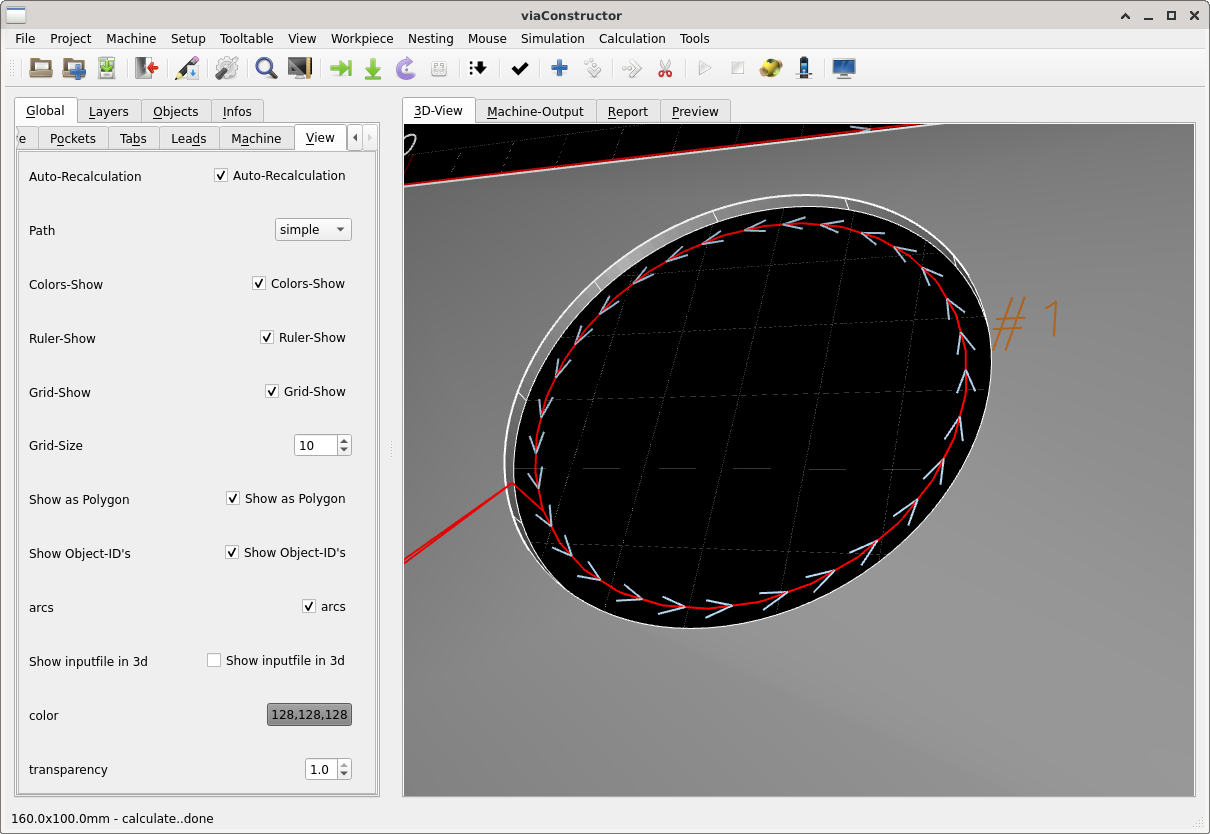 viaConstructor
File Project Machine Setup Tooltable View Workpiece Nesting Mouse Simulation Calculation Tools
Global Layers Objects Infos
3D-View Machine-Output Report Preview
e Pockets Tabs Leads Machine View
Auto-Recalculation Auto-Recalculation
Path simple
Colors-Show Colors-Show
Ruler-Show Ruler-Show
Grid-Show Grid-Show
Grid-Size 10
Show as Polygon Show as Polygon
Show Object-ID's Show Object-ID's
arcs arcs
Show inputfile in 3d Show inputfile in 3d
color 128,128,128
transparency 1.0
# 1
160.0x100.0mm - calculate..done